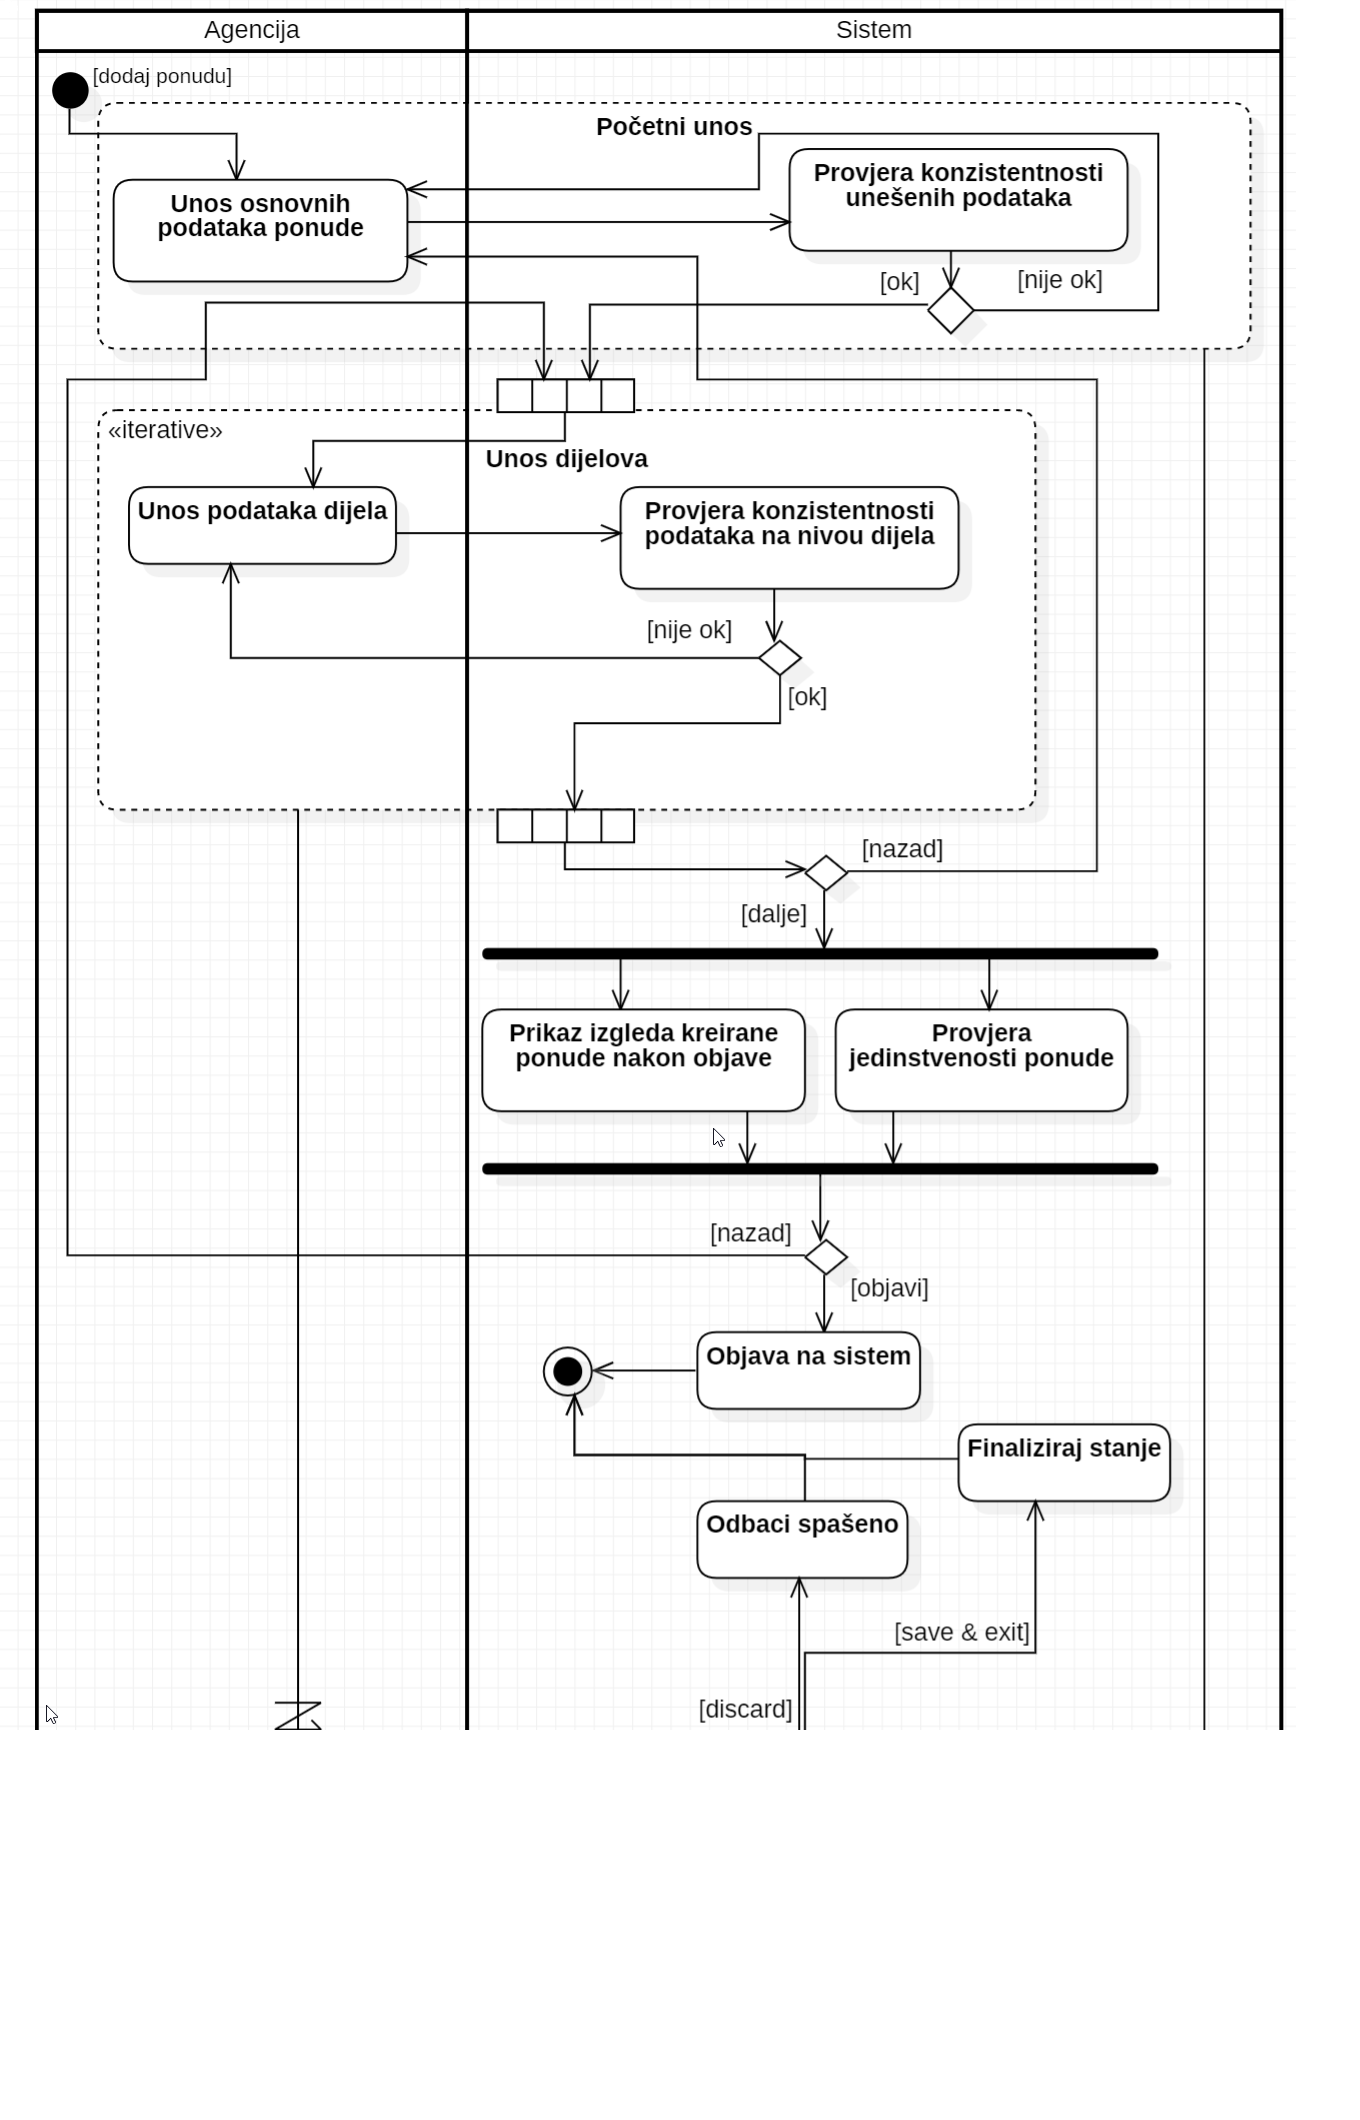 Agencija
Sistem
[dodaj ponudu]
Početni unos
Unos osnovnih
podataka ponude
Provjera konzistentnosti
unešenih podataka
[ok]
[nije ok]
«iterative»
Unos dijelova
Unos podataka dijela
Provjera konzistentnosti
podataka na nivou dijela
[nije ok]
[ok]
[nazad]
[dalje]
Prikaz izgleda kreirane
ponude nakon objave
Provjera
jedinstvenosti ponude
[nazad]
[objavi]
Objava na sistem
Finaliziraj stanje
Odbaci spašeno
[save & exit]
[discard]